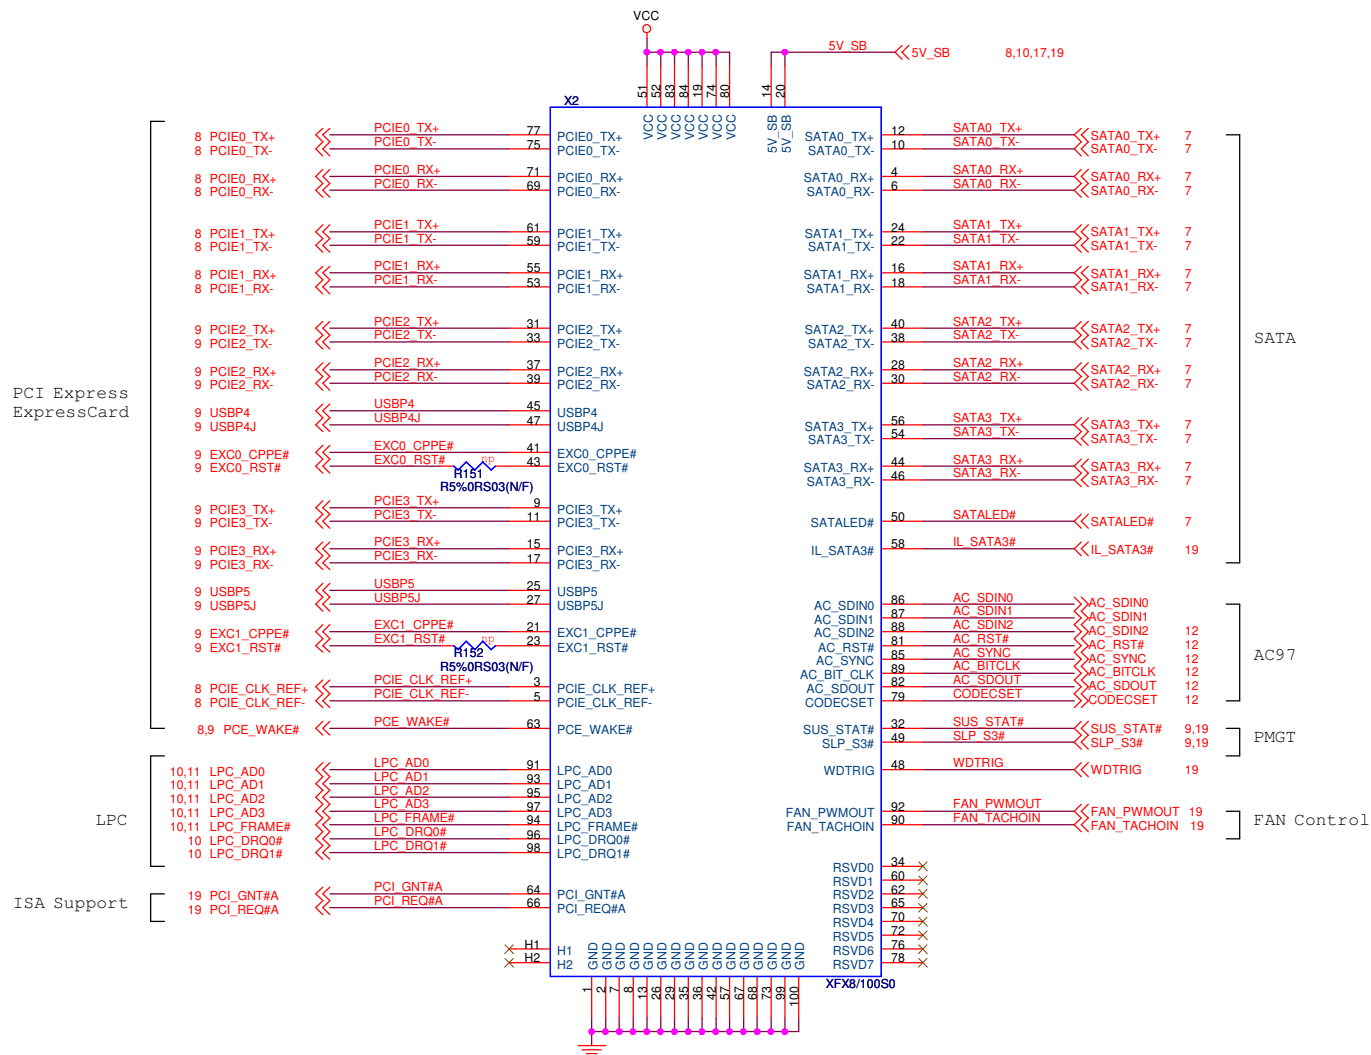 VCC
5V_SB
5V_SB 8,10,17,19
51 52 83 84 19 74 80 14 20
X2
VCC VCC VCC VCC VCC VCC VCC 5V_SB 5V_SB
PCI Express
ExpressCard
8 PCIE0_TX+ PCIE0_TX+ 77 PCIE0_TX+
8 PCIE0_TX- PCIE0_TX- 75 PCIE0_TX-
8 PCIE0_RX+ PCIE0_RX+ 71 PCIE0_RX+
8 PCIE0_RX- PCIE0_RX- 69 PCIE0_RX-
8 PCIE1_TX+ PCIE1_TX+ 61 PCIE1_TX+
8 PCIE1_TX- PCIE1_TX- 59 PCIE1_TX-
8 PCIE1_RX+ PCIE1_RX+ 55 PCIE1_RX+
8 PCIE1_RX- PCIE1_RX- 53 PCIE1_RX-
9 PCIE2_TX+ PCIE2_TX+ 31 PCIE2_TX+
9 PCIE2_TX- PCIE2_TX- 33 PCIE2_TX-
9 PCIE2_RX+ PCIE2_RX+ 37 PCIE2_RX+
9 PCIE2_RX- PCIE2_RX- 39 PCIE2_RX-
9 USBP4 USBP4 45 USBP4
9 USBP4J USBP4J 47 USBP4J
9 EXC0_CPPE# EXC0_CPPE# 41 EXC0_CPPE#
9 EXC0_RST# EXC0_RST# np 43 EXC0_RST#
R151
R5%0RS03(N/F)
9 PCIE3_TX+ PCIE3_TX+ 9 PCIE3_TX+
9 PCIE3_TX- PCIE3_TX- 11 PCIE3_TX-
9 PCIE3_RX+ PCIE3_RX+ 15 PCIE3_RX+
9 PCIE3_RX- PCIE3_RX- 17 PCIE3_RX-
9 USBP5 USBP5 25 USBP5
9 USBP5J USBP5J 27 USBP5J
9 EXC1_CPPE# EXC1_CPPE# 21 EXC1_CPPE#
9 EXC1_RST# EXC1_RST# np 23 EXC1_RST#
R152
R5%0RS03(N/F)
8 PCIE_CLK_REF+ PCIE_CLK_REF+ 3 PCIE_CLK_REF+
8 PCIE_CLK_REF- PCIE_CLK_REF- 5 PCIE_CLK_REF-
8,9 PCE_WAKE# PCE_WAKE# 63 PCE_WAKE#
LPC
10,11 LPC_AD0 LPC_AD0 91 LPC_AD0
10,11 LPC_AD1 LPC_AD1 93 LPC_AD1
10,11 LPC_AD2 LPC_AD2 95 LPC_AD2
10,11 LPC_AD3 LPC_AD3 97 LPC_AD3
10,11 LPC_FRAME# LPC_FRAME# 94 LPC_FRAME#
10 LPC_DRQ0# LPC_DRQ0# 96 LPC_DRQ0#
10 LPC_DRQ1# LPC_DRQ1# 98 LPC_DRQ1#
ISA Support
19 PCI_GNT#A PCI_GNT#A 64 PCI_GNT#A
19 PCI_REQ#A PCI_REQ#A 66 PCI_REQ#A
H1 H1
H2 H2
SATA0_TX+ 12 SATA0_TX+ SATA0_TX+ 7
SATA0_TX- 10 SATA0_TX- SATA0_TX- 7
SATA0_RX+ 4 SATA0_RX+ SATA0_RX+ 7
SATA0_RX- 6 SATA0_RX- SATA0_RX- 7
SATA1_TX+ 24 SATA1_TX+ SATA1_TX+ 7
SATA1_TX- 22 SATA1_TX- SATA1_TX- 7
SATA1_RX+ 16 SATA1_RX+ SATA1_RX+ 7
SATA1_RX- 18 SATA1_RX- SATA1_RX- 7
SATA2_TX+ 40 SATA2_TX+ SATA2_TX+ 7
SATA2_TX- 38 SATA2_TX- SATA2_TX- 7
SATA2_RX+ 28 SATA2_RX+ SATA2_RX+ 7
SATA2_RX- 30 SATA2_RX- SATA2_RX- 7
SATA3_TX+ 56 SATA3_TX+ SATA3_TX+ 7
SATA3_TX- 54 SATA3_TX- SATA3_TX- 7
SATA3_RX+ 44 SATA3_RX+ SATA3_RX+ 7
SATA3_RX- 46 SATA3_RX- SATA3_RX- 7
SATALED# 50 SATALED# SATALED# 7
IL_SATA3# 58 IL_SATA3# IL_SATA3# 19
SATA
AC_SDIN0 86 AC_SDIN0 AC_SDIN0
AC_SDIN1 87 AC_SDIN1 AC_SDIN1
AC_SDIN2 88 AC_SDIN2 AC_SDIN2 12
AC_RST# 81 AC_RST# AC_RST# 12
AC_SYNC 85 AC_SYNC AC_SYNC 12
AC_BIT_CLK 89 AC_BITCLK AC_BITCLK 12
AC_SDOUT 82 AC_SDOUT AC_SDOUT 12
CODECSET 79 CODECSET CODECSET 12
AC97
SUS_STAT# 32 SUS_STAT# SUS_STAT# 9,19
SLP_S3# 49 SLP_S3# SLP_S3# 9,19
PMGT
WDTRIG 48 WDTRIG WDTRIG 19
FAN_PWMOUT 92 FAN_PWMOUT FAN_PWMOUT 19
FAN_TACHOIN 90 FAN_TACHOIN FAN_TACHOIN 19
FAN Control
RSVD0 34
RSVD1 60
RSVD2 62
RSVD3 65
RSVD4 70
RSVD5 72
RSVD6 76
RSVD7 78
GND GND GND GND GND GND GND GND GND GND GND GND GND GND GND GND
XFX8/100S0
1 2 7 8 13 26 29 35 36 42 57 67 68 73 99 100